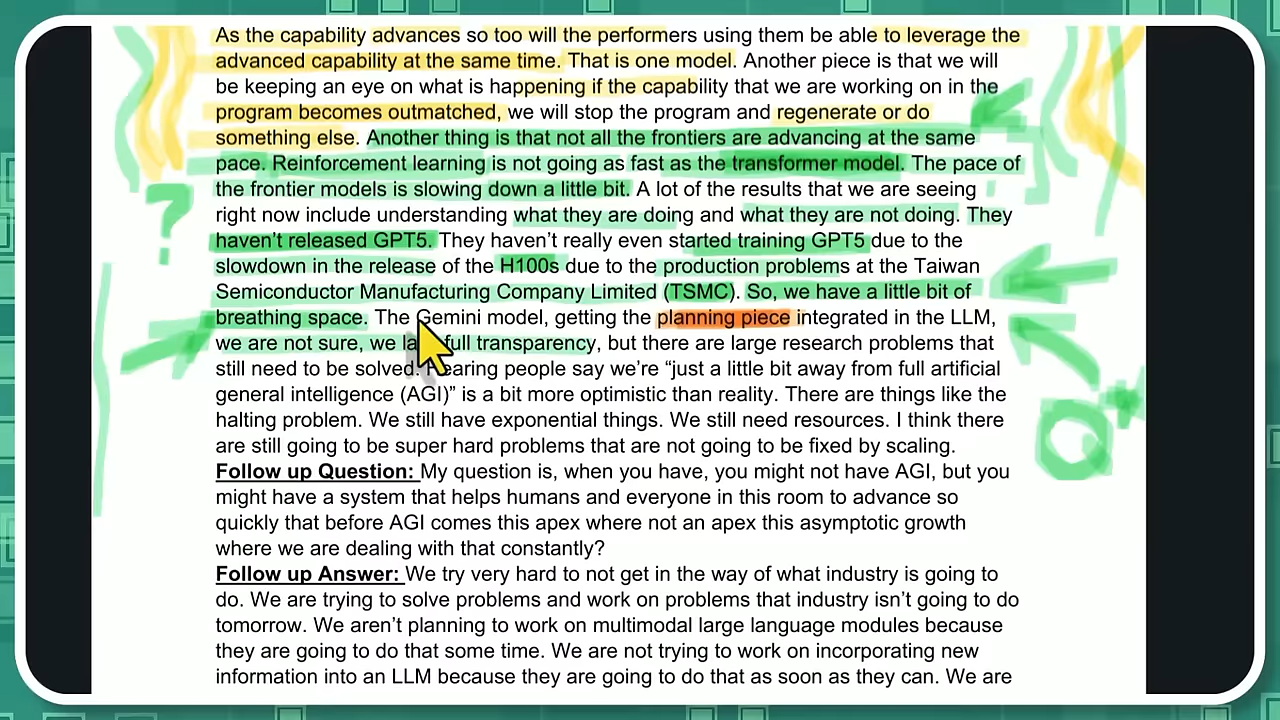 As the capability advances so too will the performers using them be able to leverage the
advanced capability at the same time. That is one model. Another piece is that we will
be keeping an eye on what is happening if the capability that we are working on in the
program becomes outmatched, we will stop the program and regenerate or do
something else. Another thing is that not all the frontiers are advancing at the same
pace. Reinforcement learning is not going as fast as the transformer model. The pace of
the frontier models is slowing down a little bit. A lot of the results that we are seeing
right now include understanding what they are doing and what they are not doing. They
haven't released GPT5. They haven't really even started training GPT5 due to the
slowdown in the release of the H100s due to the production problems at the Taiwan
Semiconductor Manufacturing Company Limited (TSMC). So, we have a little bit of
breathing space. The Gemini model, getting the planning piece integrated in the LLM,
we are not sure, we full transparency, but there are large research problems that
still need to be solved. people say we're “just a little bit away from full artificial
general intelligence (AGI)” is a bit more optimistic than reality. There are things like the
halting problem. We still have exponential things. We still need resources. I think there
are still going to be super hard problems that are not going to be fixed by scaling.
Follow up Question: My question is, when you have, you might not have AGI, but you
might have a system that helps humans and everyone in this room to advance so
quickly that before AGI comes this apex where not an apex this asymptotic growth
where we are dealing with that constantly?
Follow up Answer: We try very hard to not get in the way of what industry is going to
do. We are trying to solve problems and work on problems that industry isn't going to do
tomorrow. We aren't planning to work on multimodal large language modules because
they are going to do that some time. We are not trying to work on incorporating new
information into an LLM because they are going to do that as soon as they can. We are
?
Q*